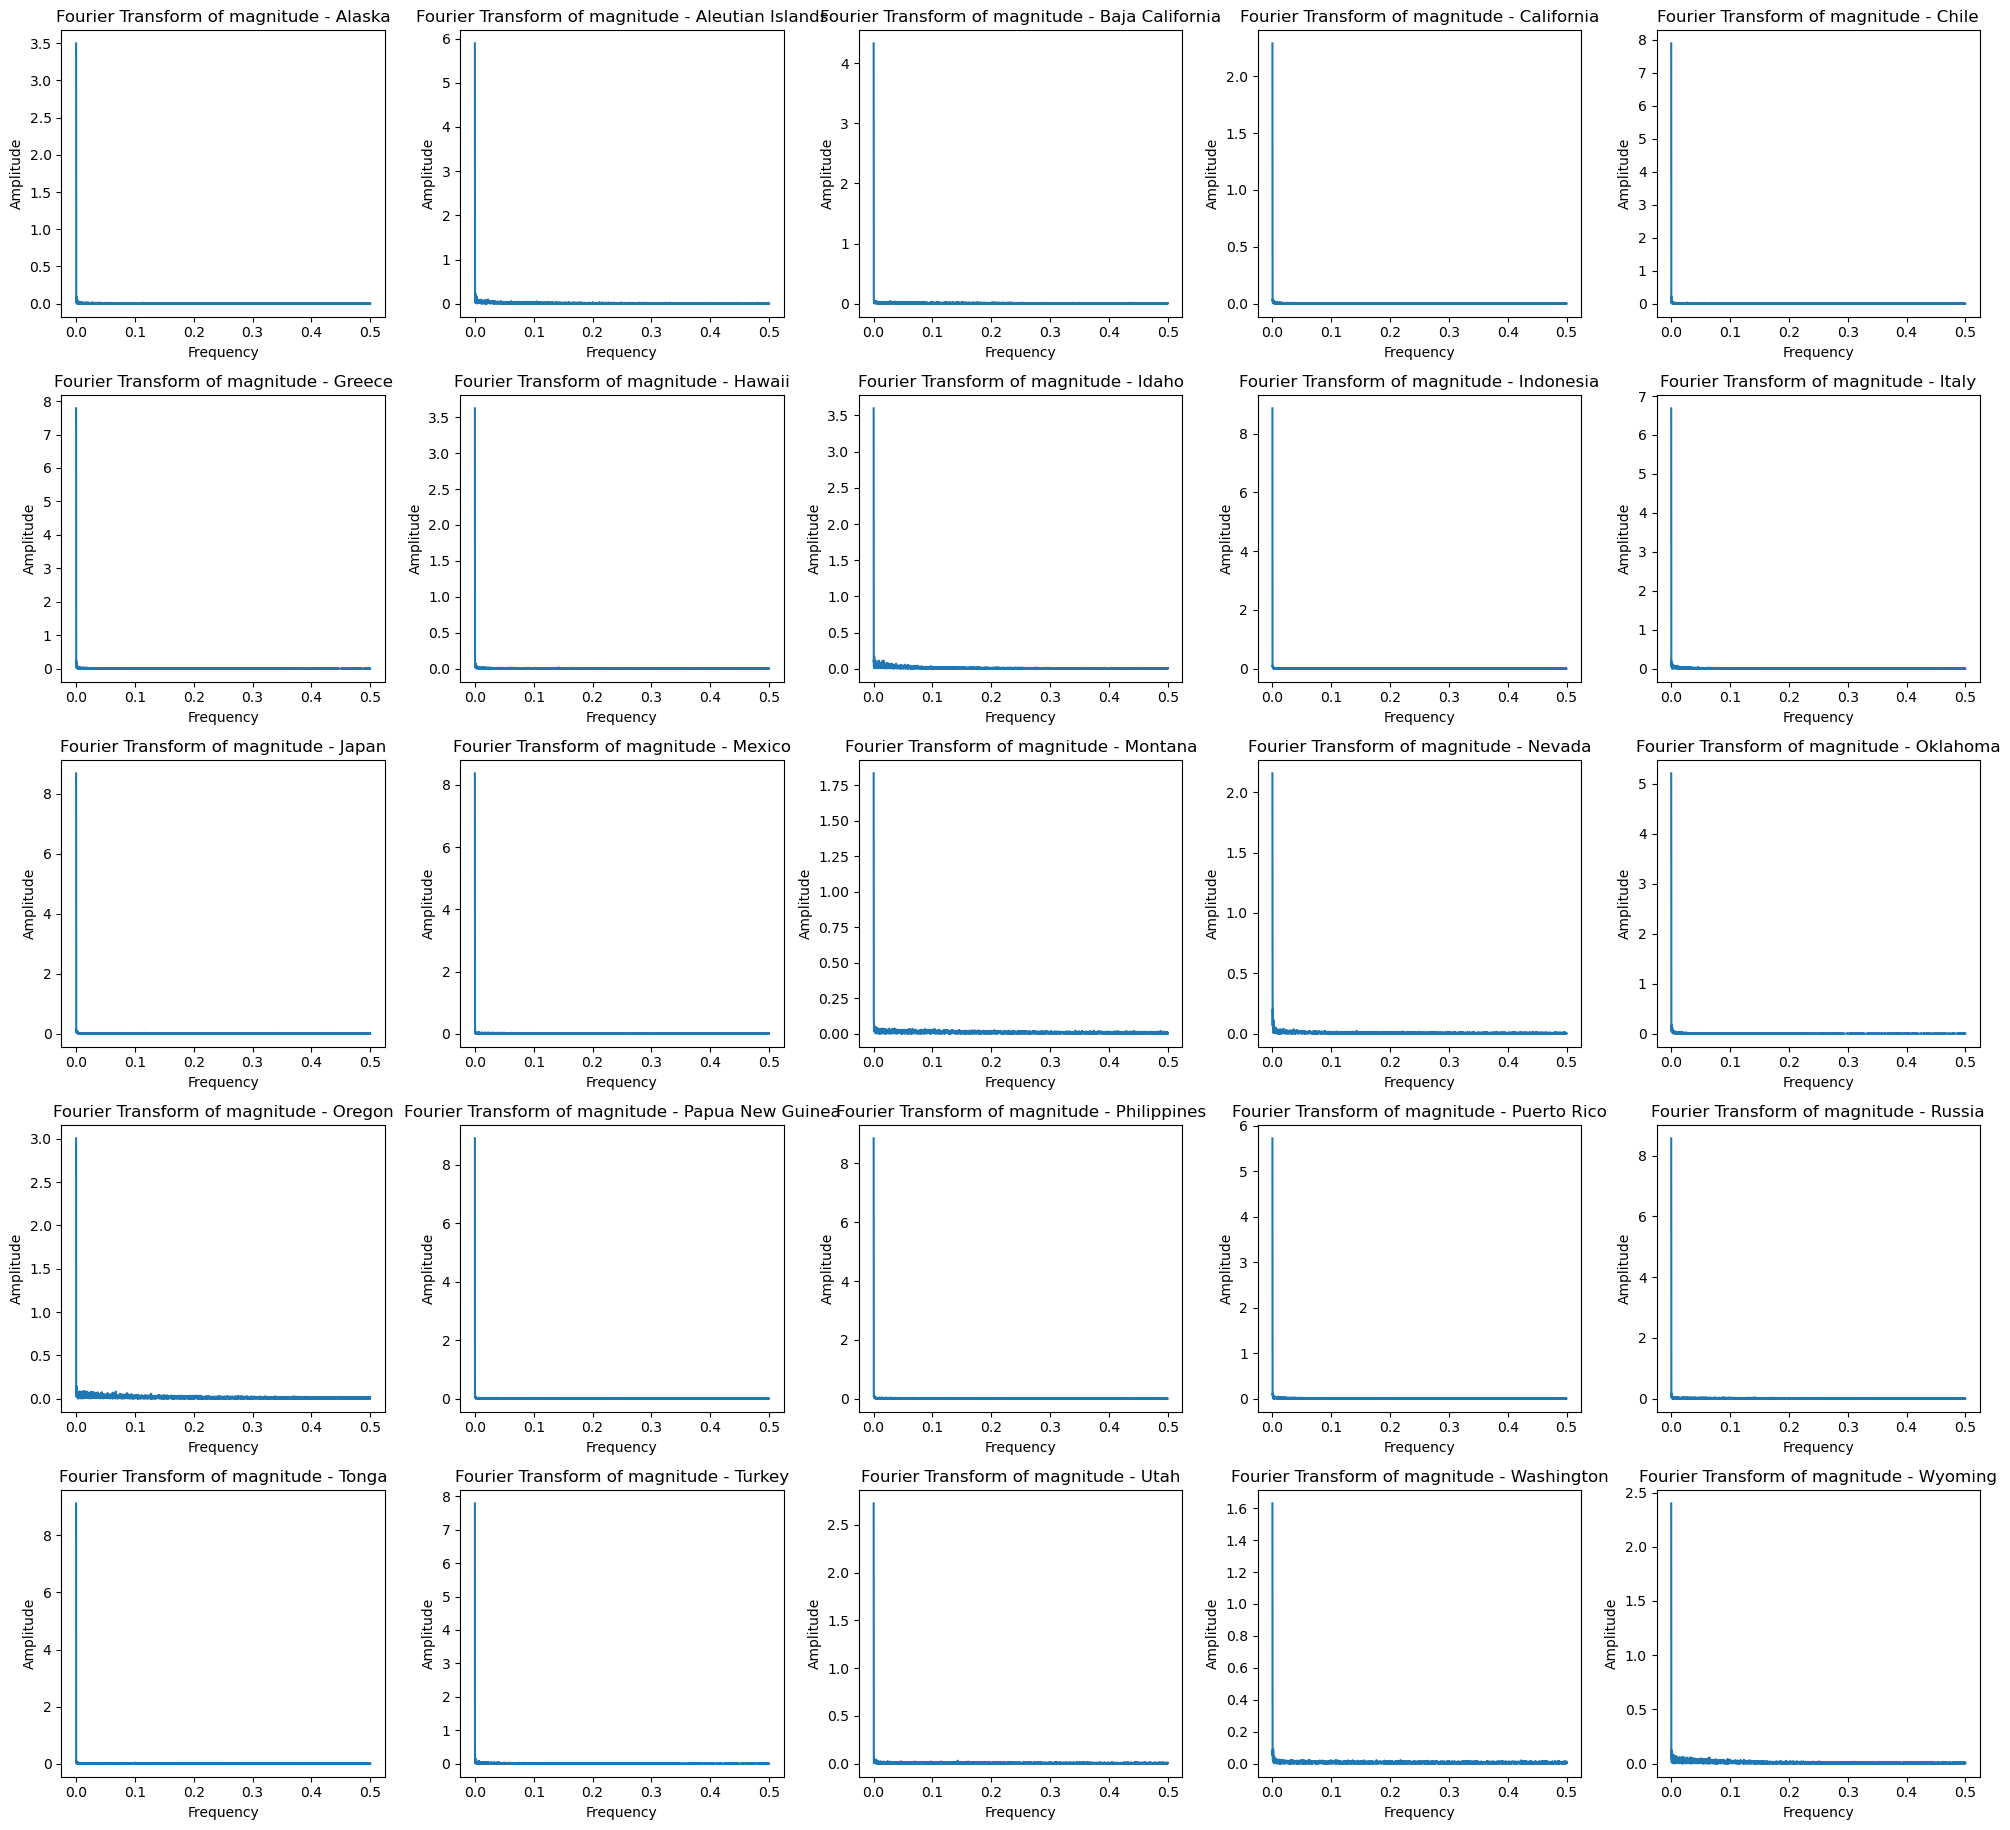 Fourier Transform of magnitude - Alaska
3.5
3.0
2.5
2.0
1.5
1.0
0.5
0.0
Amplitude
0.0 0.1 0.2 0.3 0.4 0.5
Frequency
Fourier Transform of magnitude - Aleutian Islands
6
5
4
3
2
1
0
Amplitude
0.0 0.1 0.2 0.3 0.4 0.5
Frequency
Fourier Transform of magnitude - Baja California
4
3
2
1
0
Amplitude
0.0 0.1 0.2 0.3 0.4 0.5
Frequency
Fourier Transform of magnitude - California
2.0
1.5
1.0
0.5
0.0
Amplitude
0.0 0.1 0.2 0.3 0.4 0.5
Frequency
Fourier Transform of magnitude - Chile
8
7
6
5
4
3
2
1
0
Amplitude
0.0 0.1 0.2 0.3 0.4 0.5
Frequency
Fourier Transform of magnitude - Greece
8
7
6
5
4
3
2
1
0
Amplitude
0.0 0.1 0.2 0.3 0.4 0.5
Frequency
Fourier Transform of magnitude - Hawaii
3.5
3.0
2.5
2.0
1.5
1.0
0.5
0.0
Amplitude
0.0 0.1 0.2 0.3 0.4 0.5
Frequency
Fourier Transform of magnitude - Idaho
3.5
3.0
2.5
2.0
1.5
1.0
0.5
0.0
Amplitude
0.0 0.1 0.2 0.3 0.4 0.5
Frequency
Fourier Transform of magnitude - Indonesia
8
6
4
2
0
Amplitude
0.0 0.1 0.2 0.3 0.4 0.5
Frequency
Fourier Transform of magnitude - Italy
7
6
5
4
3
2
1
0
Amplitude
0.0 0.1 0.2 0.3 0.4 0.5
Frequency
Fourier Transform of magnitude - Japan
8
6
4
2
0
Amplitude
0.0 0.1 0.2 0.3 0.4 0.5
Frequency
Fourier Transform of magnitude - Mexico
8
6
4
2
0
Amplitude
0.0 0.1 0.2 0.3 0.4 0.5
Frequency
Fourier Transform of magnitude - Montana
1.75
1.50
1.25
1.00
0.75
0.50
0.25
0.00
Amplitude
0.0 0.1 0.2 0.3 0.4 0.5
Frequency
Fourier Transform of magnitude - Nevada
2.0
1.5
1.0
0.5
0.0
Amplitude
0.0 0.1 0.2 0.3 0.4 0.5
Frequency
Fourier Transform of magnitude - Oklahoma
5
4
3
2
1
0
Amplitude
0.0 0.1 0.2 0.3 0.4 0.5
Frequency
Fourier Transform of magnitude - Oregon
3.0
2.5
2.0
1.5
1.0
0.5
0.0
Amplitude
0.0 0.1 0.2 0.3 0.4 0.5
Frequency
Fourier Transform of magnitude - Papua New Guinea
8
6
4
2
0
Amplitude
0.0 0.1 0.2 0.3 0.4 0.5
Frequency
Fourier Transform of magnitude - Philippines
8
6
4
2
0
Amplitude
0.0 0.1 0.2 0.3 0.4 0.5
Frequency
Fourier Transform of magnitude - Puerto Rico
6
5
4
3
2
1
0
Amplitude
0.0 0.1 0.2 0.3 0.4 0.5
Frequency
Fourier Transform of magnitude - Russia
8
6
4
2
0
Amplitude
0.0 0.1 0.2 0.3 0.4 0.5
Frequency
Fourier Transform of magnitude - Tonga
8
6
4
2
0
Amplitude
0.0 0.1 0.2 0.3 0.4 0.5
Frequency
Fourier Transform of magnitude - Turkey
8
7
6
5
4
3
2
1
0
Amplitude
0.0 0.1 0.2 0.3 0.4 0.5
Frequency
Fourier Transform of magnitude - Utah
2.5
2.0
1.5
1.0
0.5
0.0
Amplitude
0.0 0.1 0.2 0.3 0.4 0.5
Frequency
Fourier Transform of magnitude - Washington
1.6
1.4
1.2
1.0
0.8
0.6
0.4
0.2
0.0
Amplitude
0.0 0.1 0.2 0.3 0.4 0.5
Frequency
Fourier Transform of magnitude - Wyoming
2.5
2.0
1.5
1.0
0.5
0.0
Amplitude
0.0 0.1 0.2 0.3 0.4 0.5
Frequency